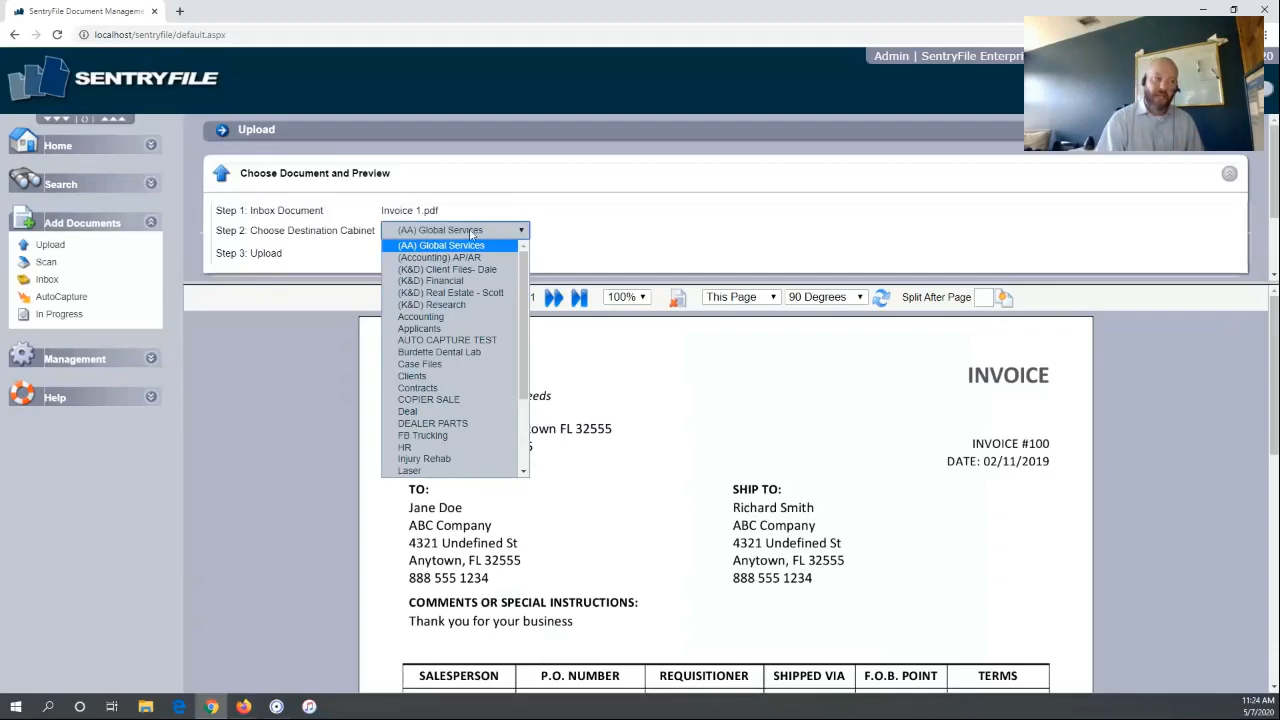 SentryFile Document Managem
localhost/sentryfile/default.aspx
SENTRYFILE
Admin | SentryFile Enterpri
20
Upload
Home
Search
Add Documents
Upload
Scan
Inbox
AutoCapture
In Progress
Management
Help
Choose Document and Preview
Step 1: Inbox Document
Invoice 1.pdf
Step 2: Choose Destination Cabinet
(AA) Global Services
Step 3: Upload
(AA) Global Services
(Accounting) AP/AR
(K&D) Client Files- Dale
(K&D) Financial
(K&D) Real Estate - Scott
(K&D) Research
Accounting
Applicants
AUTO CAPTURE TEST
Burdette Dental Lab
Case Files
Clients
Contracts
COPIER SALE
Deal
DEALER PARTS
FB Trucking
HR
Injury Rehab
Laser
1
100%
This Page
90 Degrees
Split After Page
INVOICE
eeds
own FL 32555
INVOICE #100
DATE: 02/11/2019
TO:
Jane Doe
ABC Company
4321 Undefined St
Anytown, FL 32555
888 555 1234
SHIP TO:
Richard Smith
ABC Company
4321 Undefined St
Anytown, FL 32555
888 555 1234
COMMENTS OR SPECIAL INSTRUCTIONS:
Thank you for your business
SALESPERSON P.O. NUMBER REQUISITIONER SHIPPED VIA F.O.B. POINT TERMS
11:24 AM
5/7/2020